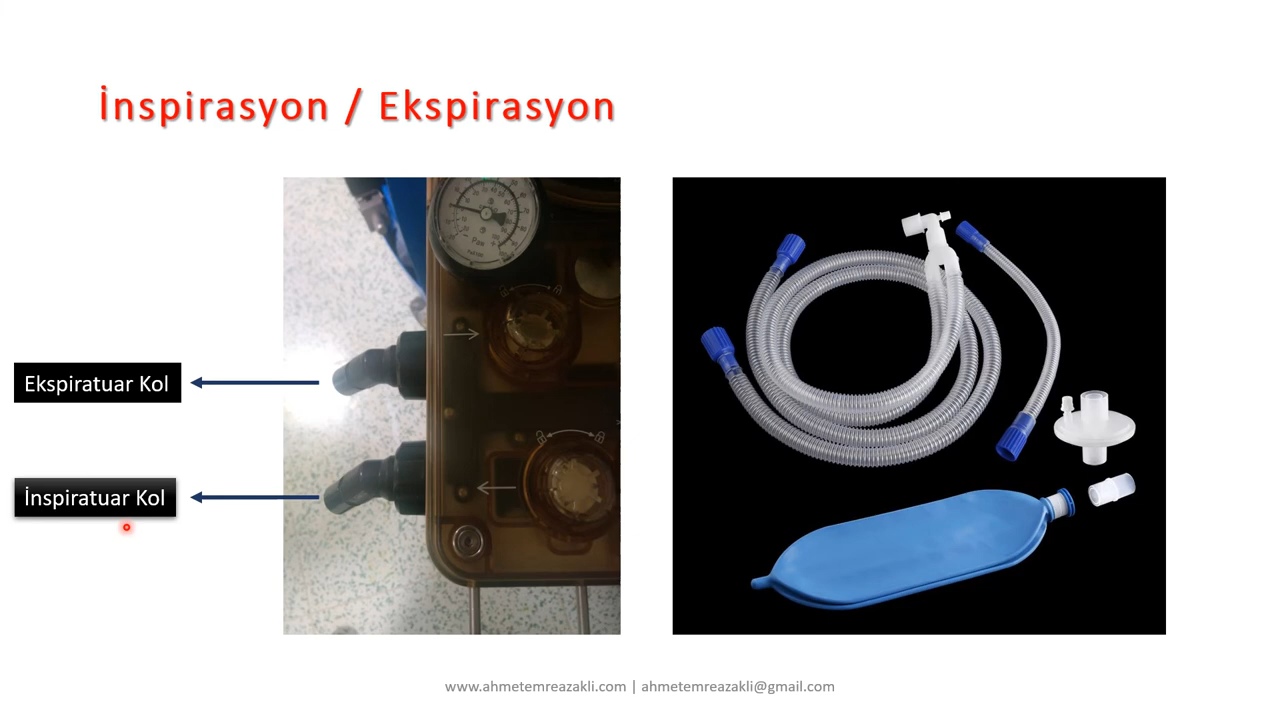 İnspirasyon / Ekspirasyon
Ekspiratuar Kol
İnspiratuar Kol
www.ahmetemreazakli.com | ahmetemreazakli@gmail.com